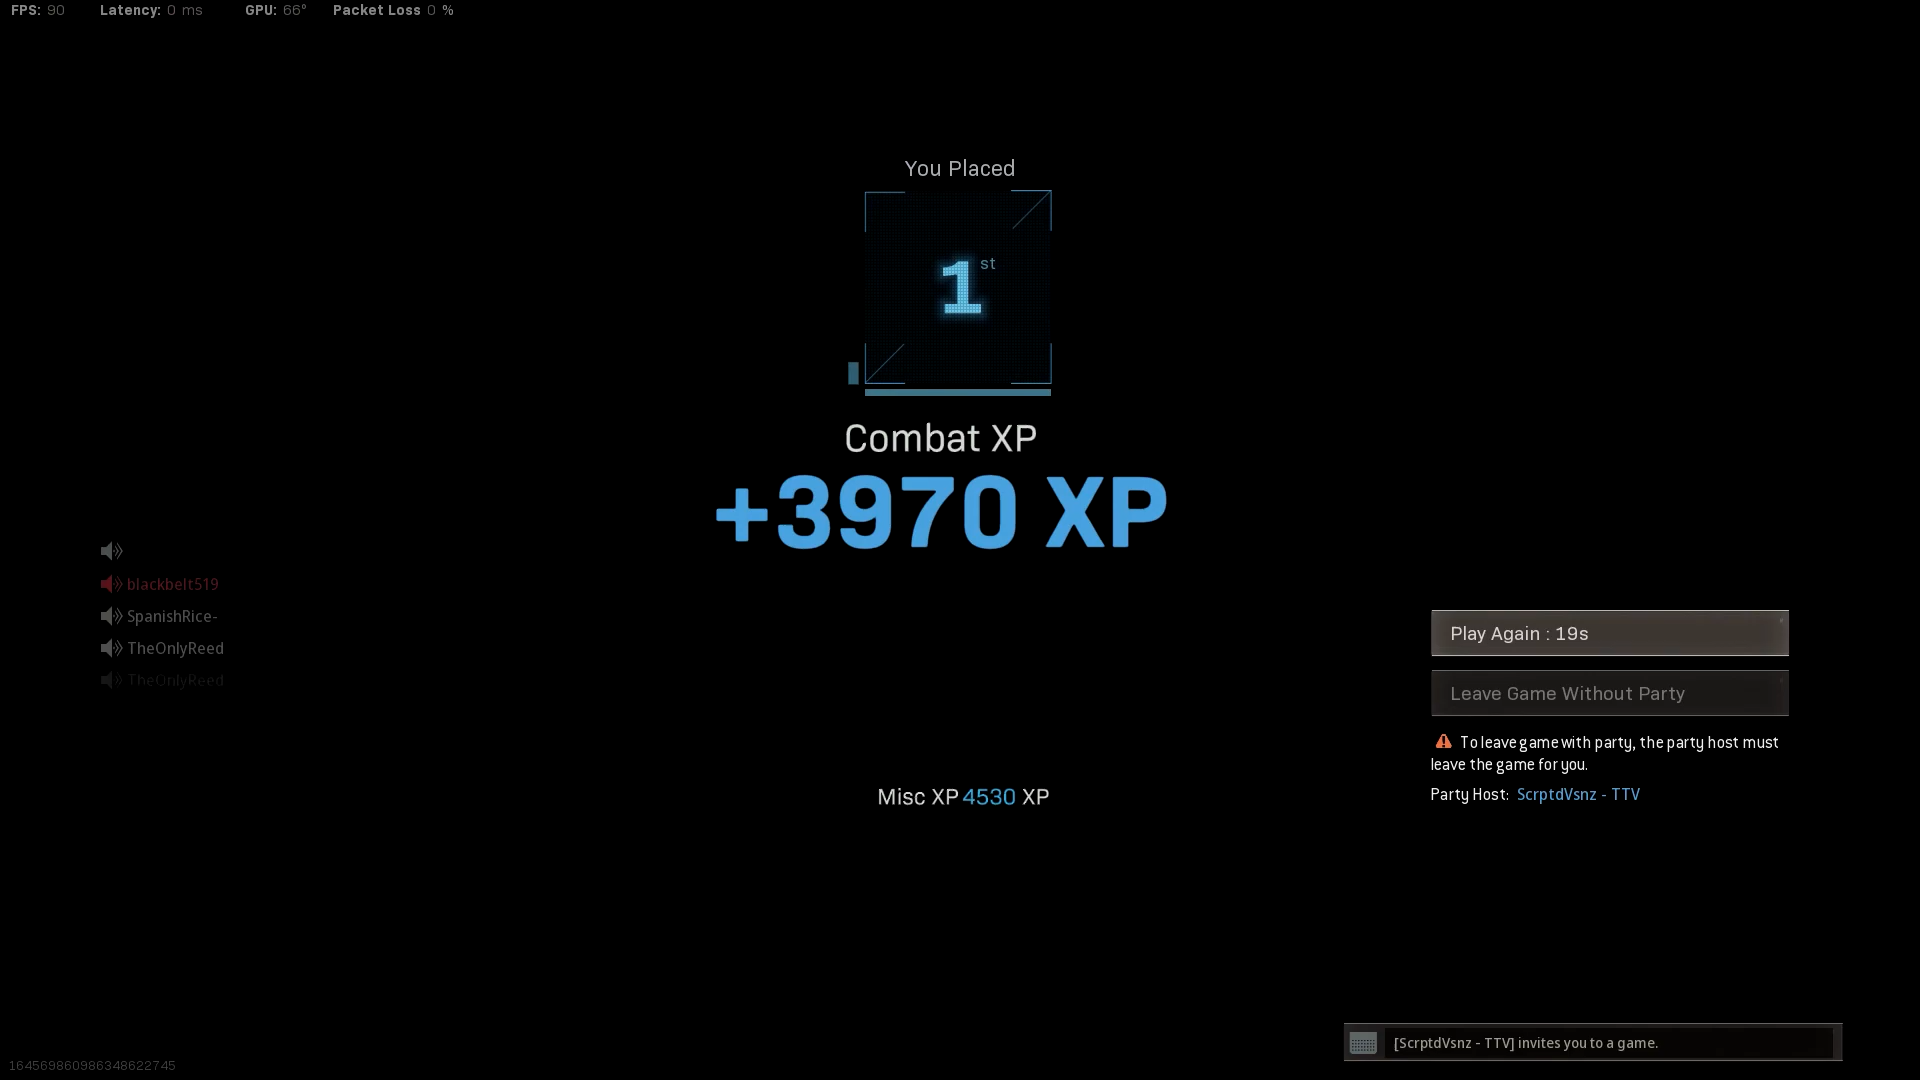 FPS: 90 Latency: 0 ms GPU: 66° Packet Loss 0 %
You Placed
1st
Combat XP
+3970 XP
blackbelt519
SpanishRice-
TheOnlyReed
TheOnlyReed
Play Again : 19s
Leave Game Without Party
To leave game with party, the party host must
leave the game for you.
Party Host: ScrptdVsnz - TTV
Misc XP 4530 XP
[ScrptdVsnz - TTV] invites you to a game.
164569860986348622745